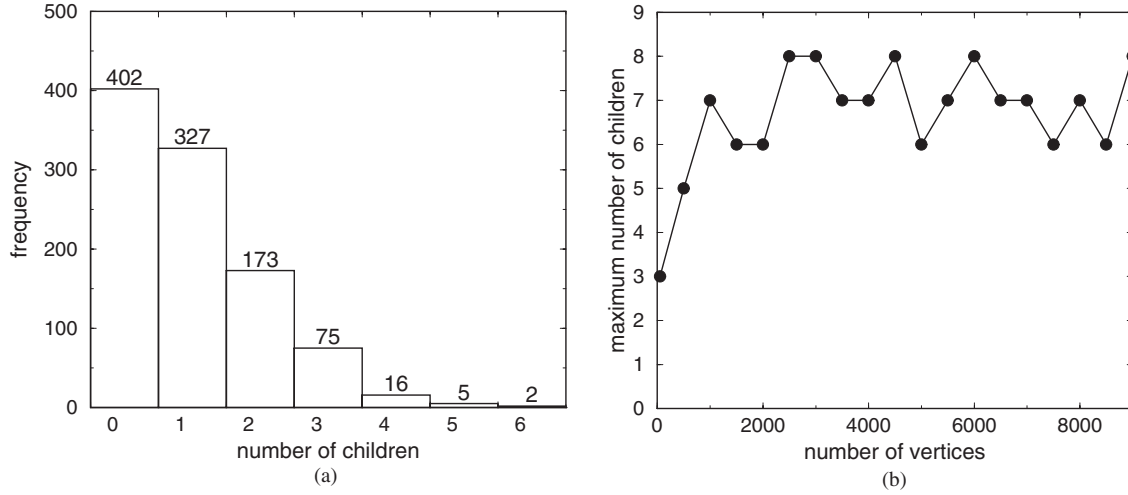 500
400
300
200
100
0
frequency
402
327
173
75
16
5
2
0 1 2 3 4 5 6
number of children
(a)
9
8
7
6
5
4
3
2
1
0
maximum number of children
0 2000 4000 6000 8000
number of vertices
(b)